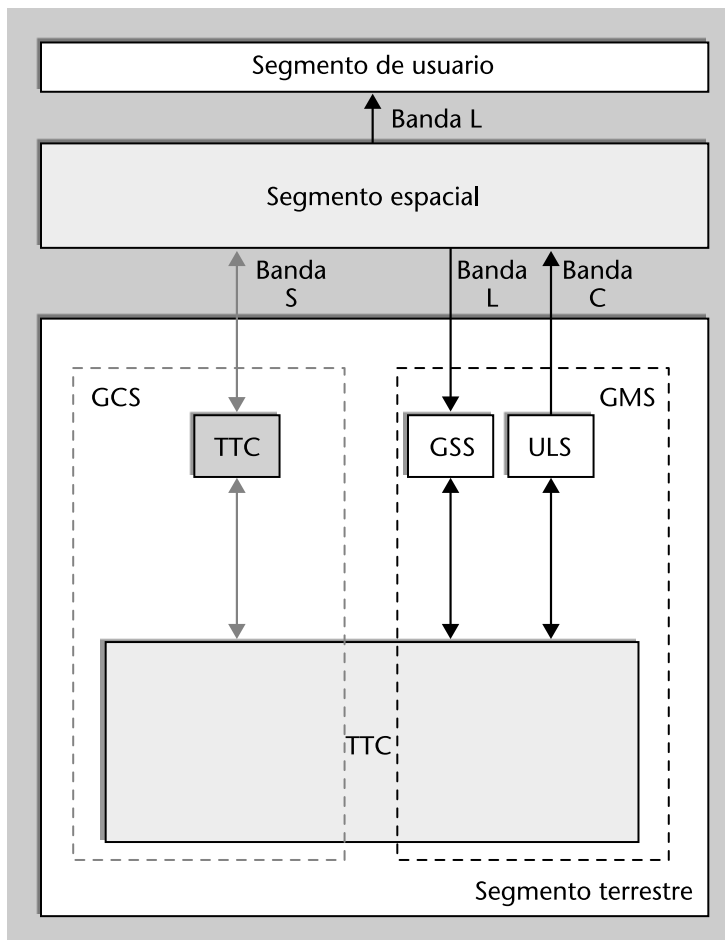 Segmento de usuario
Banda L
Segmento espacial
Banda
S
Banda
L
Banda
C
GCS
GMS
TTC
GSS
ULS
TTC
Segmento terrestre